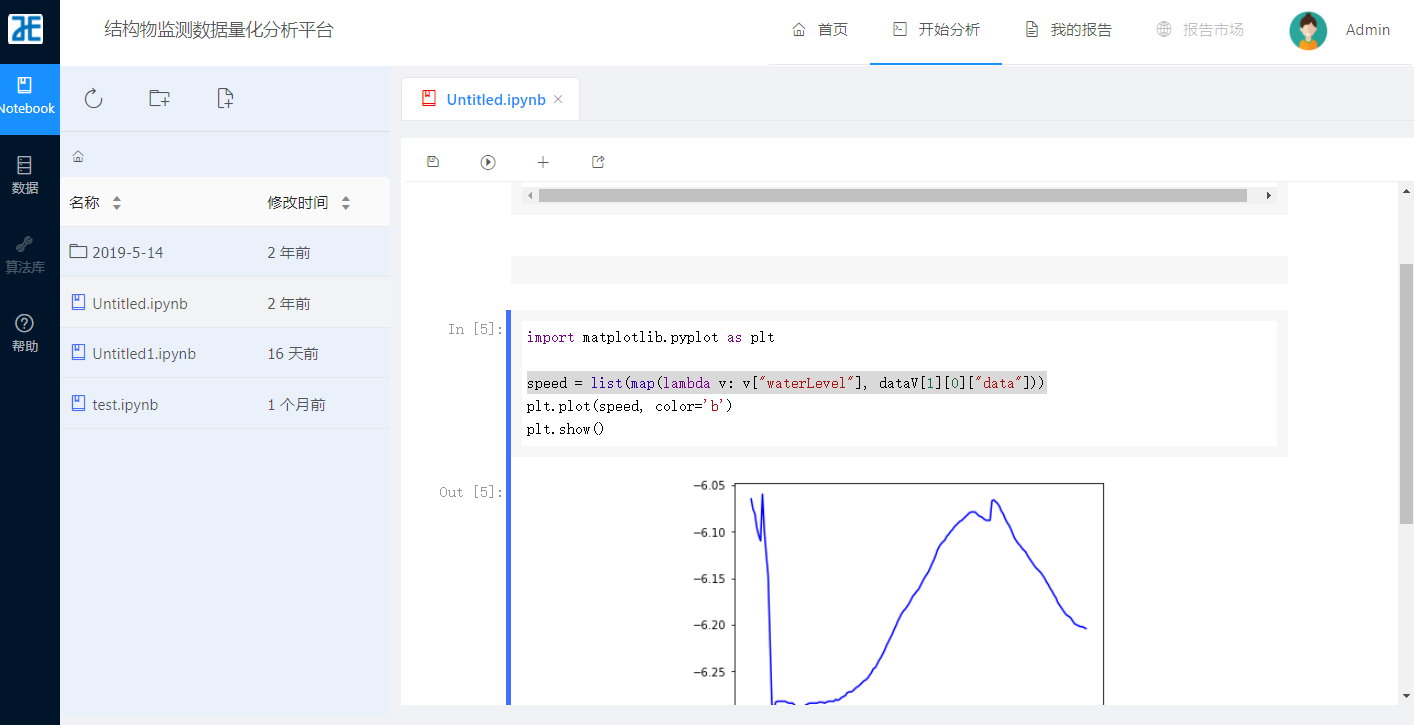 结构物监测数据量化分析平台
首页
开始分析
我的报告
报告市场
Admin
Notebook
数据
算法库
帮助
名称
修改时间
2019-5-14
2 年前
Untitled.ipynb
2 年前
Untitled1.ipynb
16 天前
test.ipynb
1 个月前
Untitled.ipynb
In [5]:
import matplotlib.pyplot as plt
speed = list(map(lambda v: v["waterLevel"], dataV[1][0]["data"]))
plt.plot(speed, color='b')
plt.show()
Out [5]:
−6.05
−6.10
−6.15
−6.20
−6.25